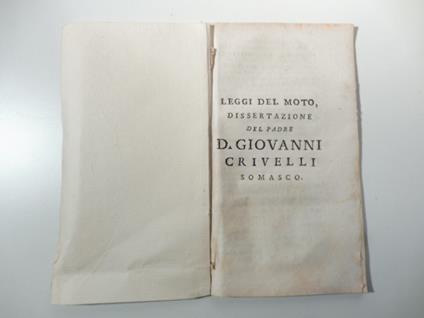 LEGGI DEL MOTO,
DISSERTAZIONE
DEL PADRE
D. GIOVANNI
CRIVELLI
SOMASCO.